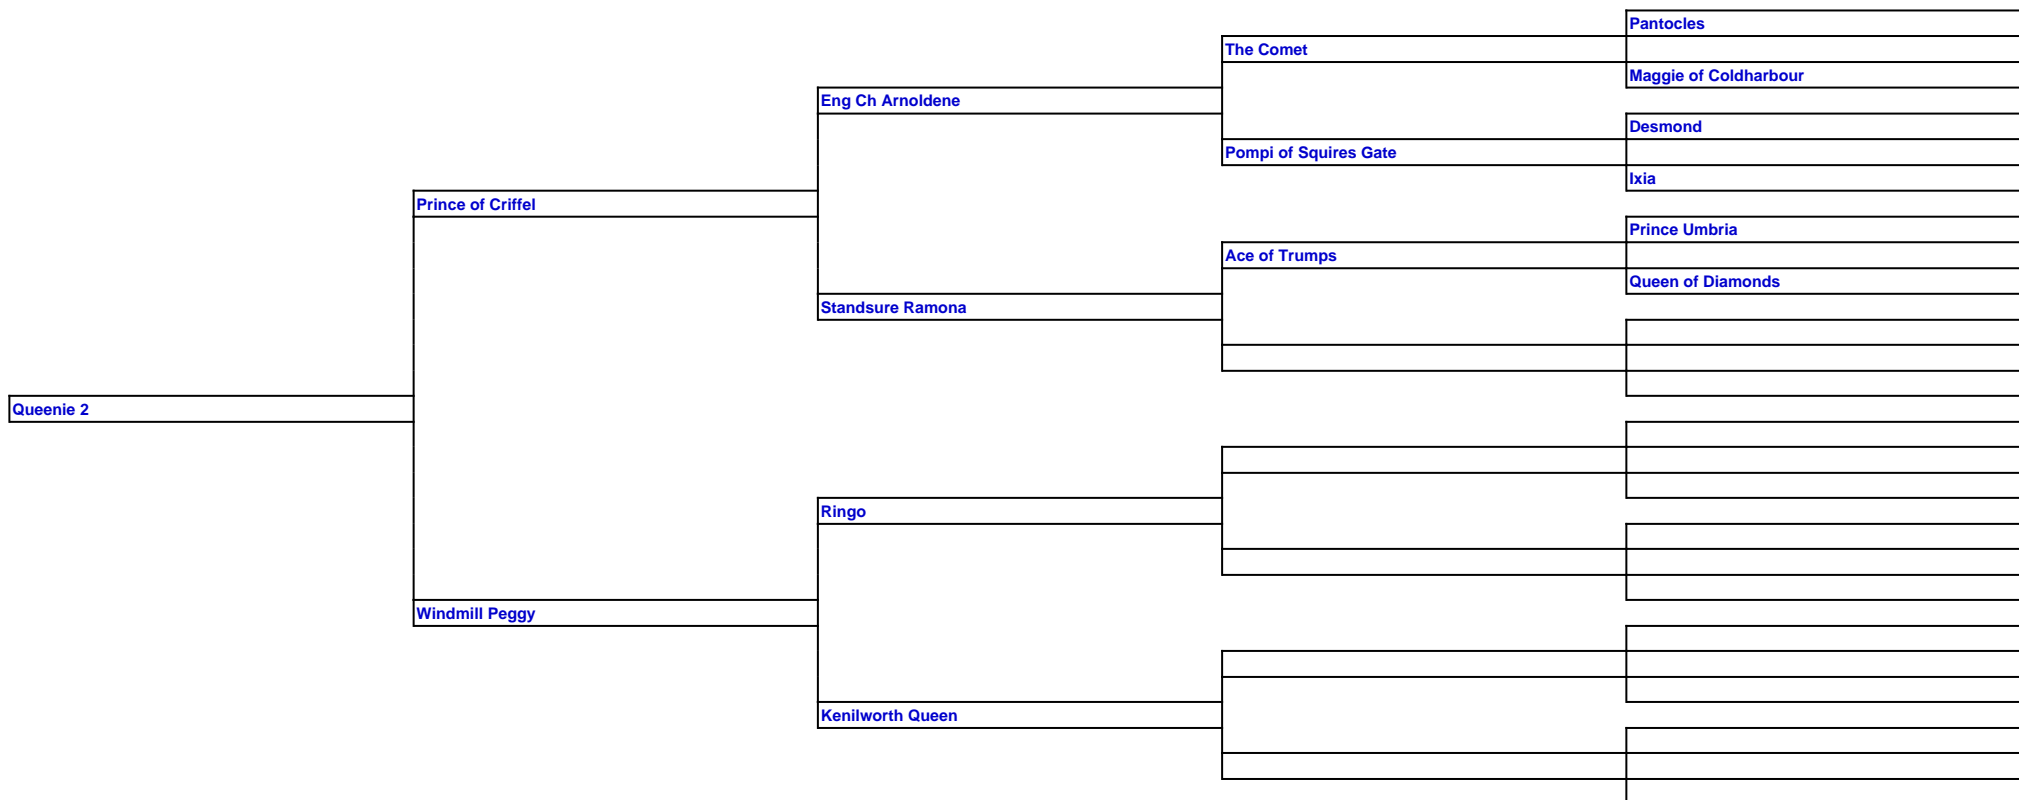 Pantocles
The Comet
Maggie of Coldharbour
Eng Ch Arnoldene
Desmond
Pompi of Squires Gate
Ixia
Prince of Criffel
Prince Umbria
Ace of Trumps
Queen of Diamonds
Standsure Ramona
Queenie 2
Ringo
Windmill Peggy
Kenilworth Queen